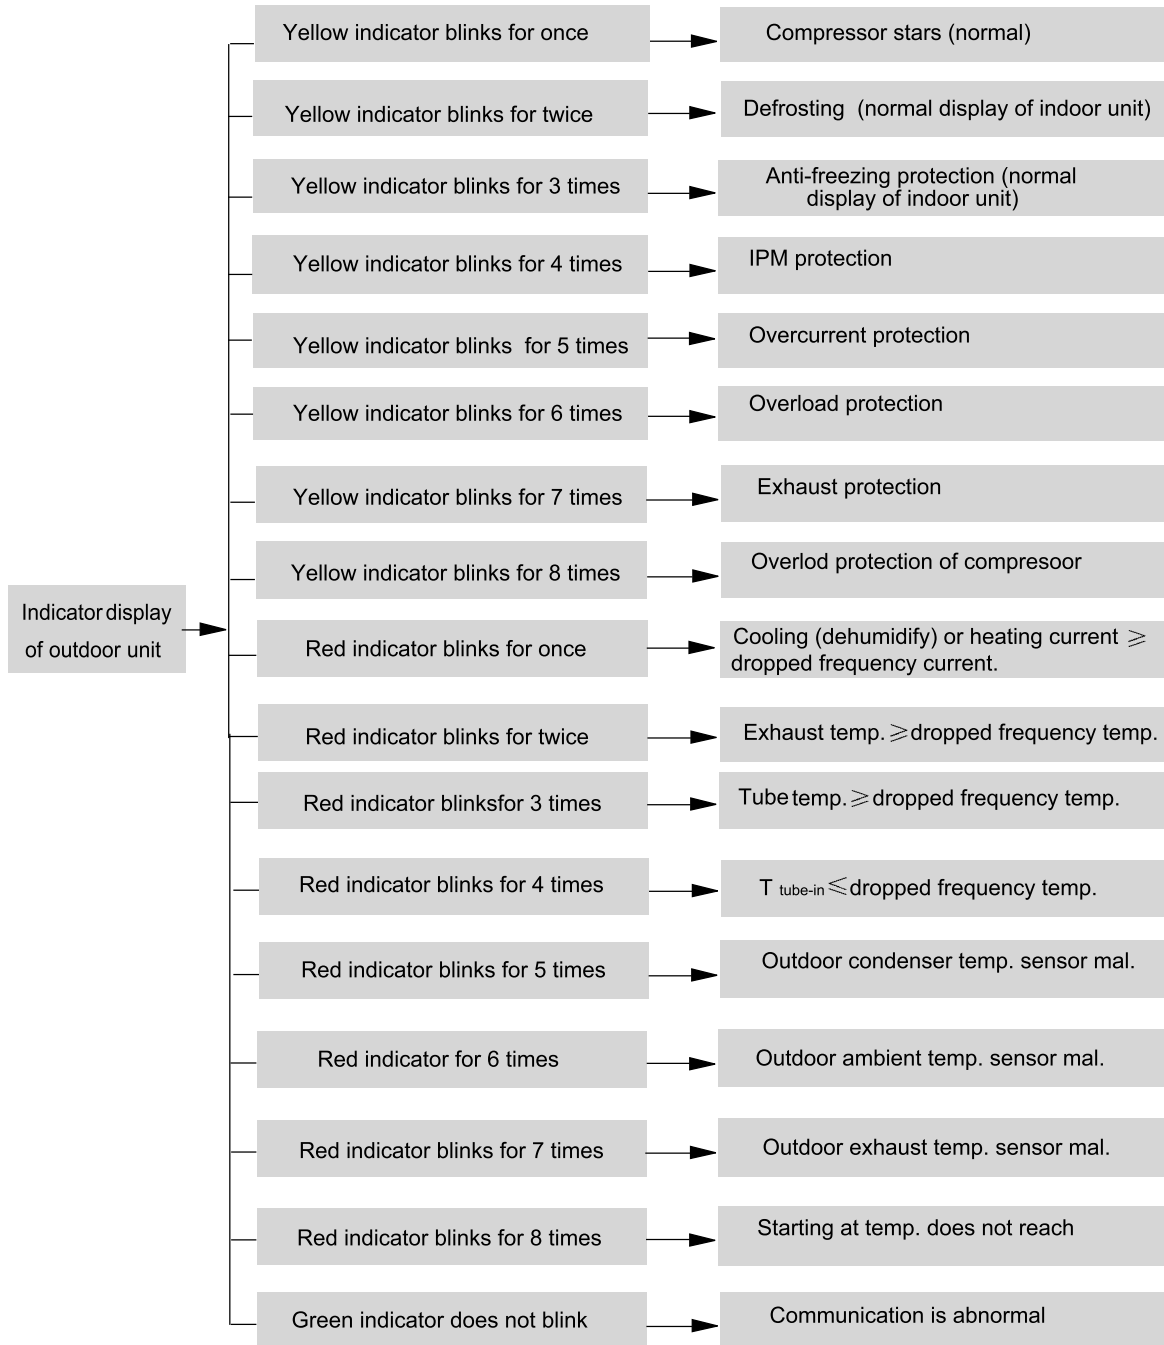 Yellow indicator blinks for once
Compressor stars (normal)
Yellow indicator blinks for twice
Defrosting (normal display of indoor unit)
Yellow indicator blinks for 3 times
Anti-freezing protection (normal
display of indoor unit)
Yellow indicator blinks for 4 times
IPM protection
Yellow indicator blinks for 5 times
Overcurrent protection
Yellow indicator blinks for 6 times
Overload protection
Yellow indicator blinks for 7 times
Exhaust protection
Yellow indicator blinks for 8 times
Overlod protection of compresoor
Indicator display
of outdoor unit
Red indicator blinks for once
Cooling (dehumidify) or heating current ≥
dropped frequency current.
Red indicator blinks for twice
Exhaust temp. ≥dropped frequency temp.
Red indicator blinksfor 3 times
Tube temp. ≥dropped frequency temp.
Red indicator blinks for 4 times
T tube-in ≤dropped frequency temp.
Red indicator blinks for 5 times
Outdoor condenser temp. sensor mal.
Red indicator for 6 times
Outdoor ambient temp. sensor mal.
Red indicator blinks for 7 times
Outdoor exhaust temp. sensor mal.
Red indicator blinks for 8 times
Starting at temp. does not reach
Green indicator does not blink
Communication is abnormal